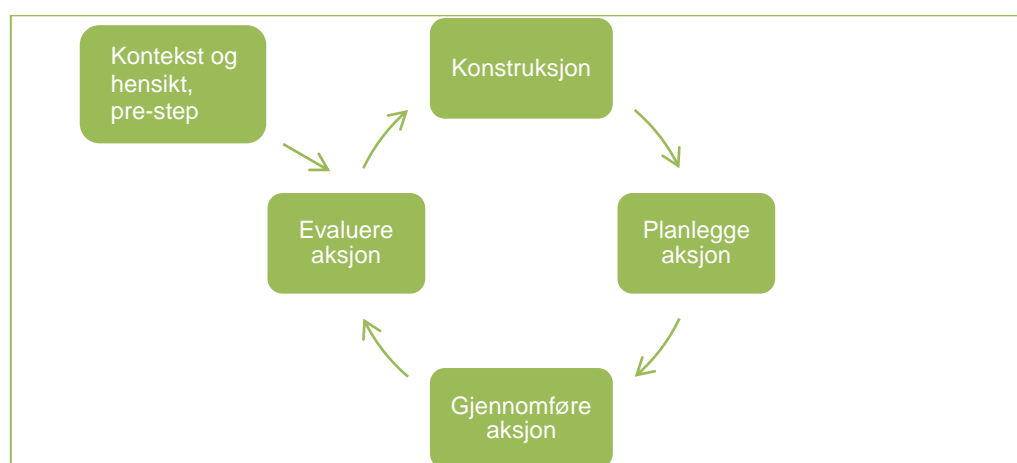 Kontekst og
hensikt,
pre-step
Konstruksjon
Evaluere
aksjon
Planlegge
aksjon
Gjennomføre
aksjon